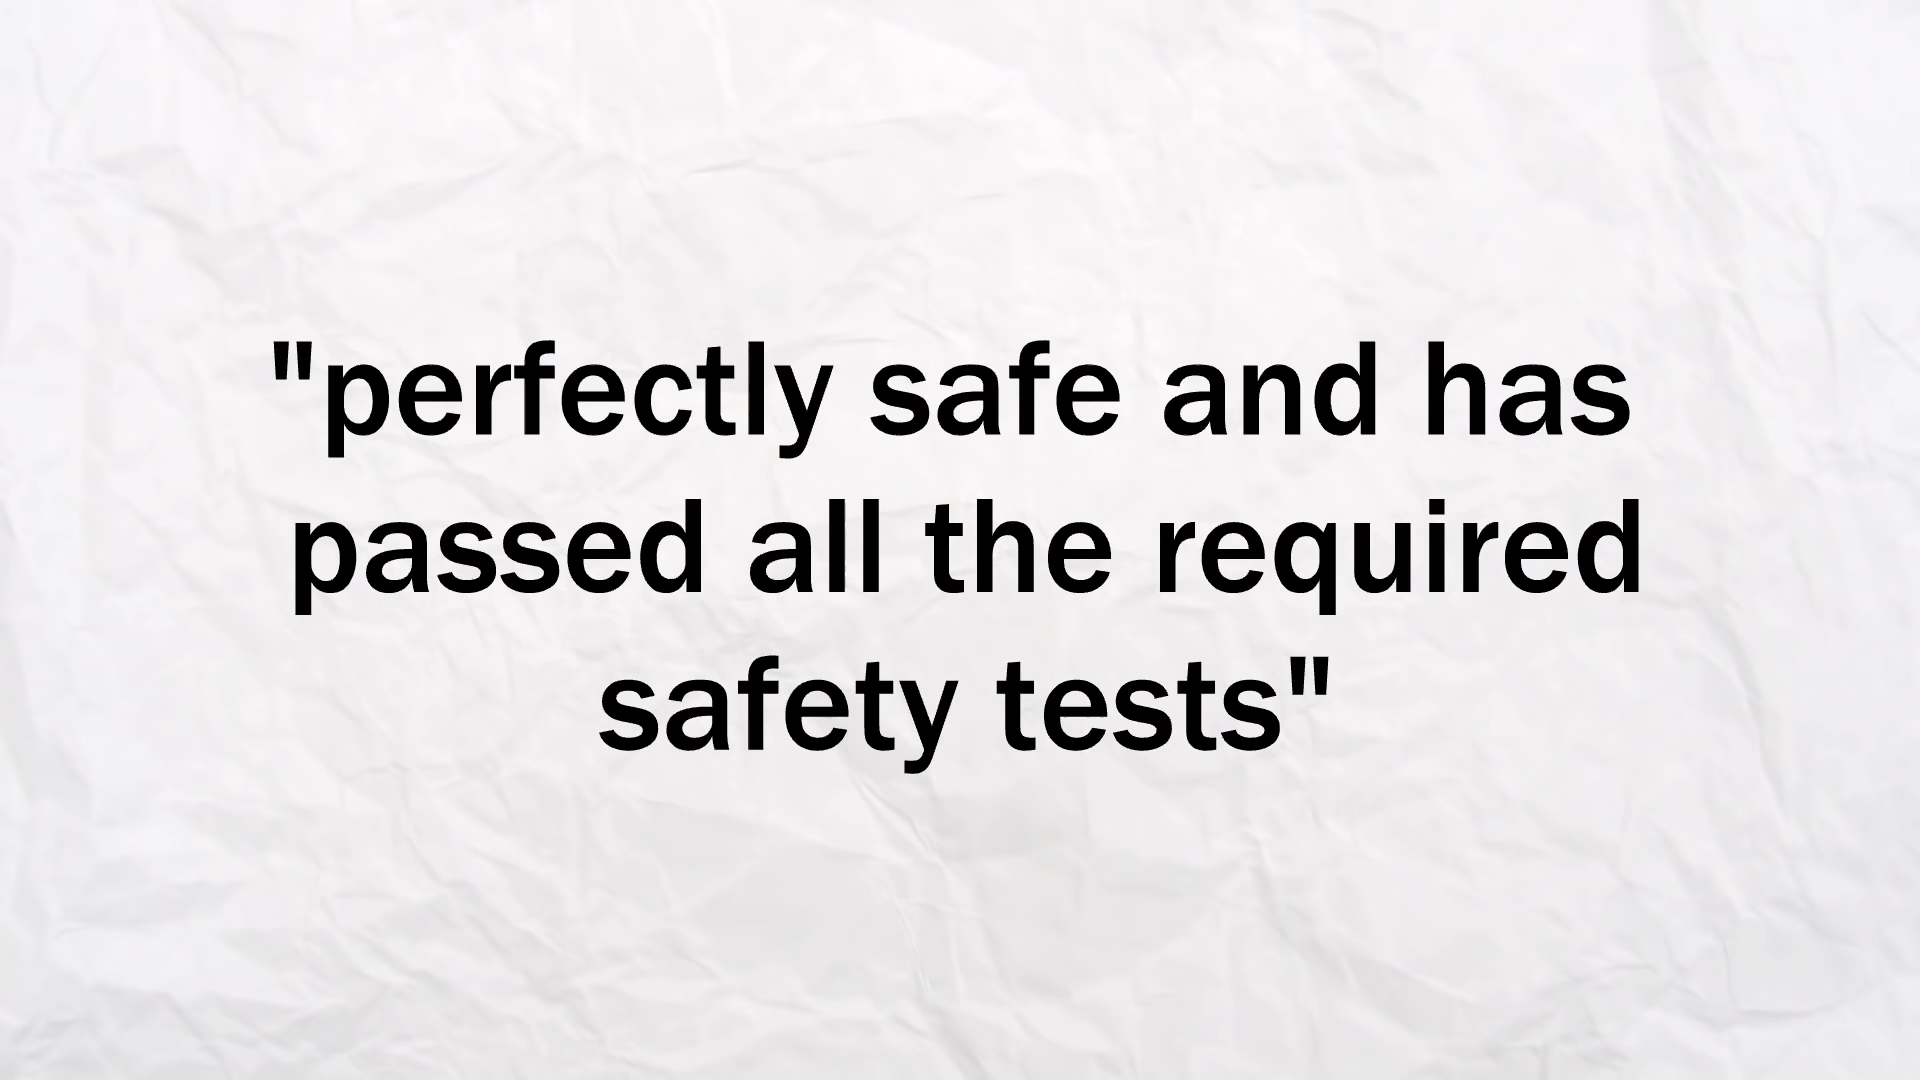 "perfectly safe and has
passed all the required
safety tests"